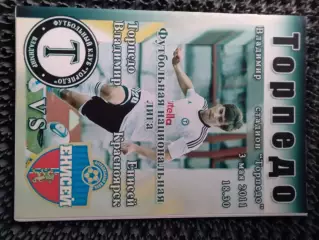 Торпедо
Владимир
стадион "Торпедо"
3 мая 2011
18.30
Футбольная национальная
лига
Торпедо
Владимир
Енисей
Красноярск
VS
ФУТБОЛЬНЫЙ КЛУБ "ТОРПЕДО"
ВЛАДИМИР
Т
ЕНИСЕЙ